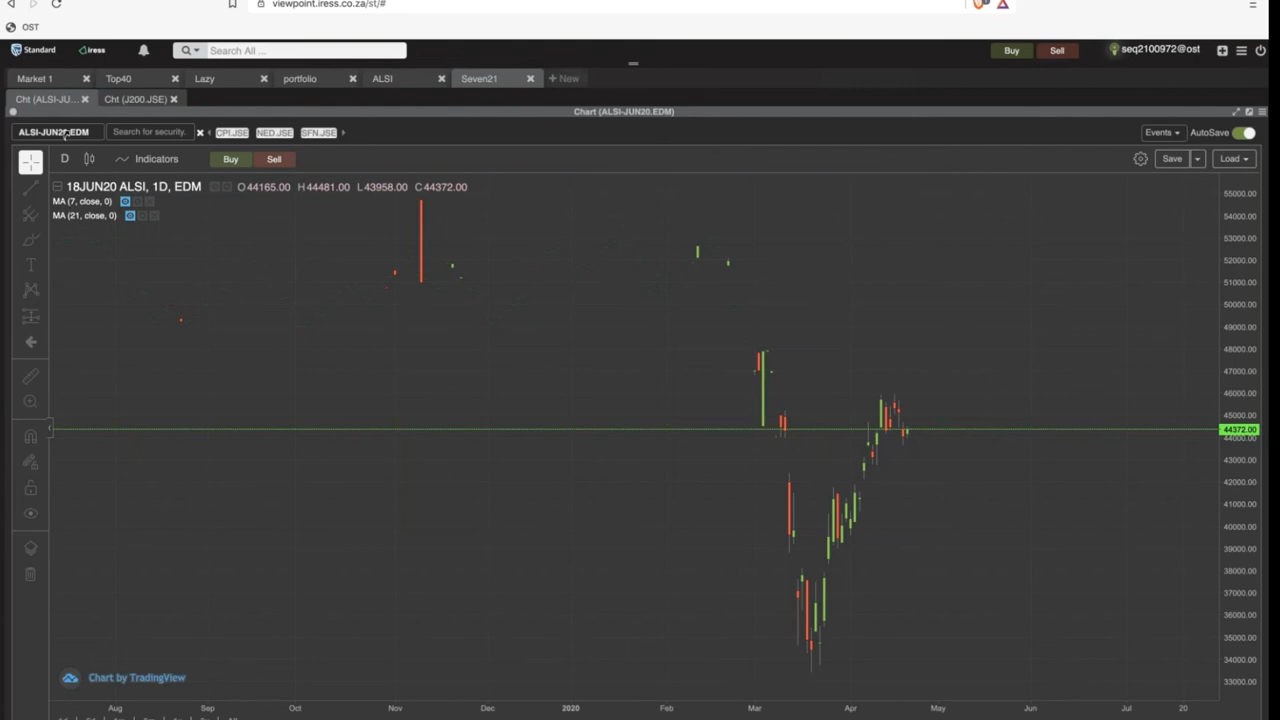 viewpoint.iress.co.za/st/#
OST
Standard iress Search All ... Buy Sell seq2100972@ost
Market 1 Top40 Lazy portfolio ALSI Seven21 New
Cht (ALSI-JU... Cht (J200.JSE)
Chart (ALSI-JUN20.EDM)
ALSI-JUN20.EDM Search for security. CPI.JSE NED.JSE SFN.JSE Events AutoSave
D Indicators Buy Sell Save Load
18JUN20 ALSI, 1D, EDM O44165.00 H44481.00 L43958.00 C44372.00
MA (7, close, 0)
MA (21, close, 0)
55000.00
54000.00
53000.00
52000.00
51000.00
50000.00
49000.00
48000.00
47000.00
46000.00
45000.00
44372.00
44000.00
43000.00
42000.00
41000.00
40000.00
39000.00
38000.00
37000.00
36000.00
35000.00
34000.00
33000.00
Chart by TradingView
Aug Sep Oct Nov Dec 2020 Feb Mar Apr May Jun Jul 20